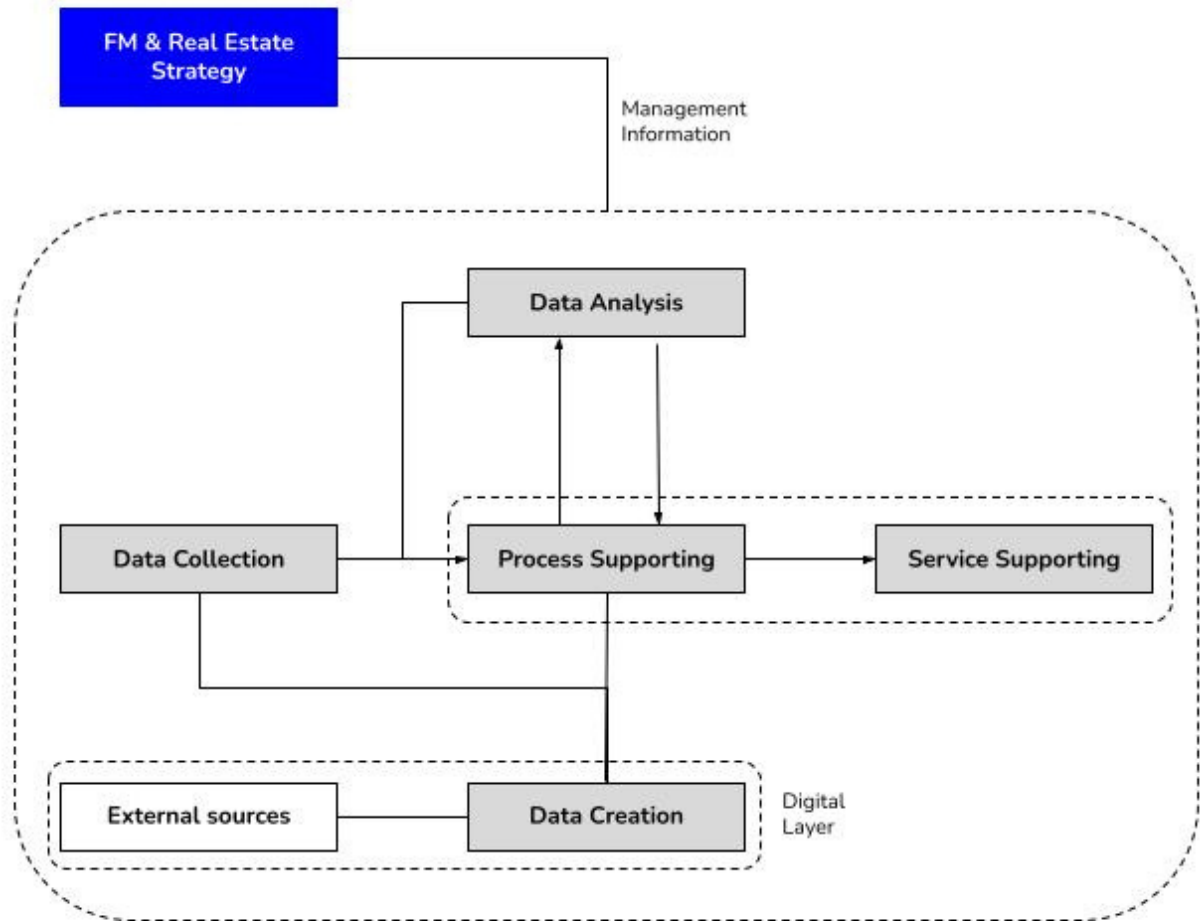 FM & Real Estate
Strategy
Management
Information
Data Analysis
Data Collection
Process Supporting
Service Supporting
External sources
Data Creation
Digital
Layer